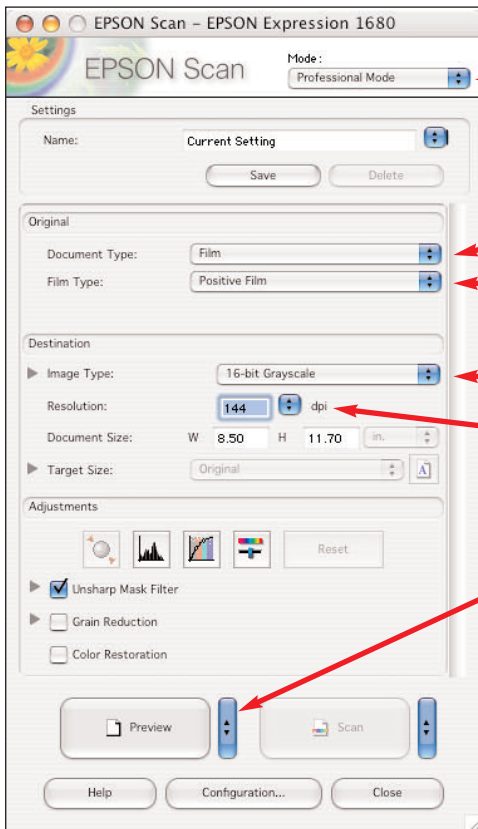 EPSON Scan – EPSON Expression 1680
EPSON Scan
Mode :
Professional Mode
Settings
Name:
Current Setting
Save
Delete
Original
Document Type:
Film
Film Type:
Positive Film
Destination
Image Type:
16-bit Grayscale
Resolution:
144
dpi
Document Size:
W
8.50
H
11.70
in.
Target Size:
Original
A
Adjustments
Reset
Unsharp Mask Filter
Grain Reduction
Color Restoration
Preview
Scan
Help
Configuration...
Close